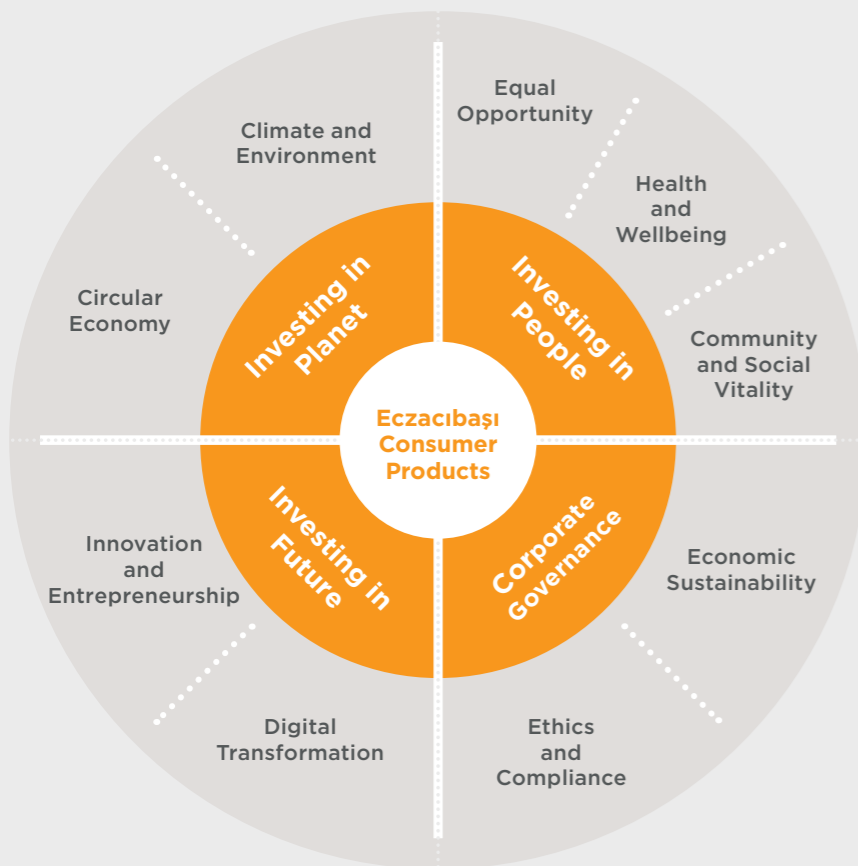 Equal
Opportunity
Climate and
Environment
Health
and
Wellbeing
Circular
Economy
Investing in
Planet
Investing in
People
Community
and Social
Vitality
Eczacıbaşı
Consumer
Products
Innovation
and
Entrepreneurship
Investing in
Future
Corporate
Governance
Economic
Sustainability
Digital
Transformation
Ethics
and
Compliance